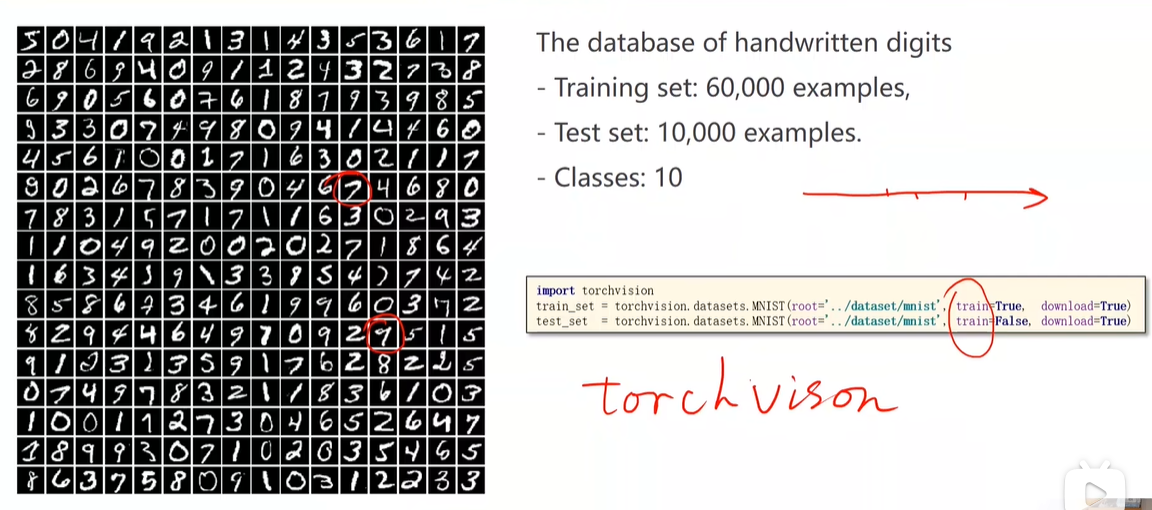 5 0 4 1 9 2 1 3 1 4 3 5 3 6 1 7
2 8 6 9 4 0 9 1 1 2 4 3 2 7 3 8
6 9 0 5 6 0 7 6 1 8 7 9 3 9 8 5
9 3 3 0 7 4 9 8 0 9 4 1 4 4 6 0
4 5 6 1 0 0 1 7 1 6 3 0 2 1 1 7
9 0 2 6 7 8 3 9 0 4 6 7 4 6 8 0
7 8 3 1 5 7 1 7 1 1 6 3 0 2 9 3
1 1 0 4 9 2 0 0 2 0 2 7 1 8 6 4
1 6 3 4 5 9 1 3 3 8 5 4 7 7 4 2
8 5 8 6 7 3 4 6 1 9 9 6 0 3 7 2
8 2 9 4 4 6 4 9 7 0 9 2 9 5 1 5
9 1 0 3 2 3 5 9 1 7 6 2 8 2 2 5
0 7 4 9 7 8 3 2 1 1 8 3 6 1 0 3
1 0 0 1 1 2 7 3 0 4 6 5 2 6 4 7
1 8 9 9 3 0 7 1 0 2 0 3 5 4 6 5
8 6 3 7 5 8 0 9 1 0 3 1 2 2 3 3
The database of handwritten digits
- Training set: 60,000 examples,
- Test set: 10,000 examples.
- Classes: 10
import torchvision
train_set = torchvision.datasets.MNIST(root='../dataset/mnist', train=True, download=True)
test_set = torchvision.datasets.MNIST(root='../dataset/mnist', train=False, download=True)
torchvison